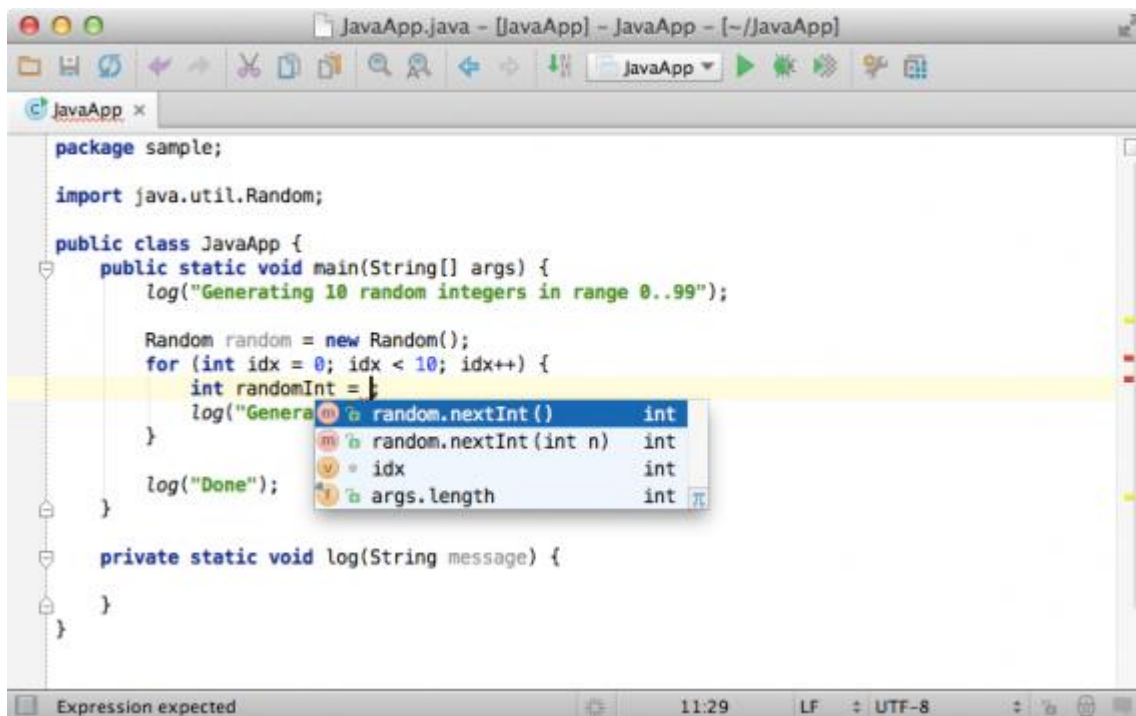 JavaApp.java – [JavaApp] – JavaApp – [~/JavaApp]
JavaApp
JavaApp
package sample;
import java.util.Random;
public class JavaApp {
public static void main(String[] args) {
log("Generating 10 random integers in range 0..99");
Random random = new Random();
for (int idx = 0; idx < 10; idx++) {
int randomInt = ;
log("Genera
random.nextInt() int
random.nextInt(int n) int
idx int
args.length int
}
log("Done");
}
private static void log(String message) {
}
}
Expression expected 11:29 LF UTF-8